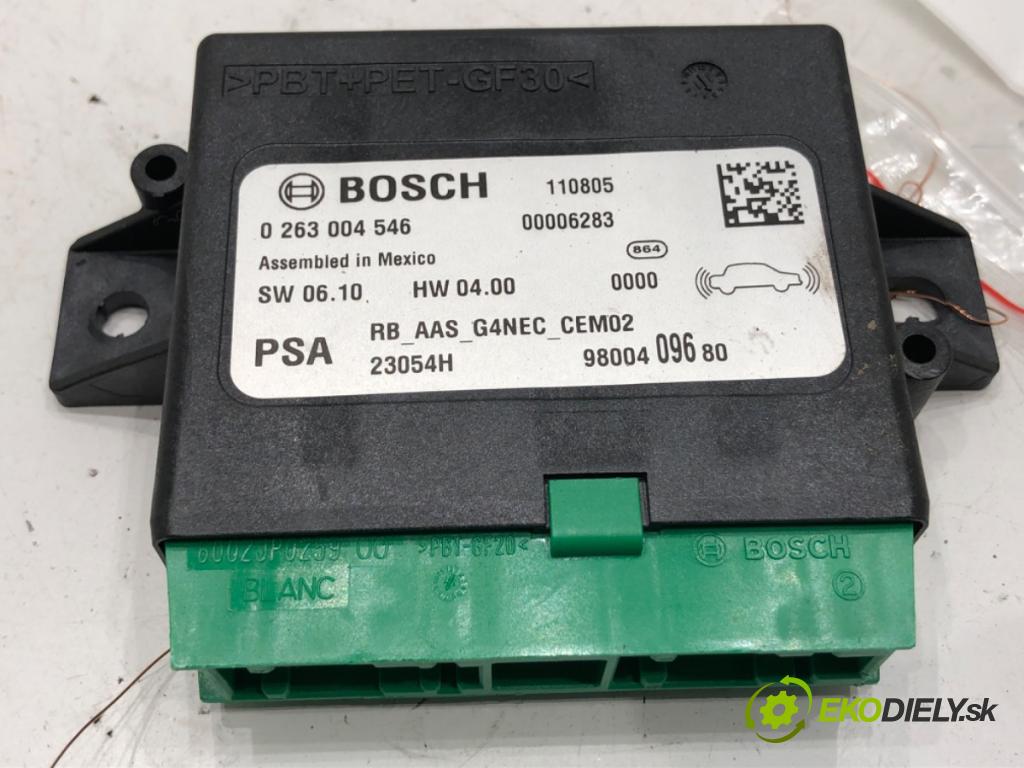 >PBT+PET-GF30<
BOSCH 110805
0 263 004 546 00006283
Assembled in Mexico 864
SW 06.10 HW 04.00 0000
PSA RB_AAS_G4NEC_CEM02
23054H 98004 096 80
>PBT-GF20< BOSCH
BLANC 2
EKODIELY.sk